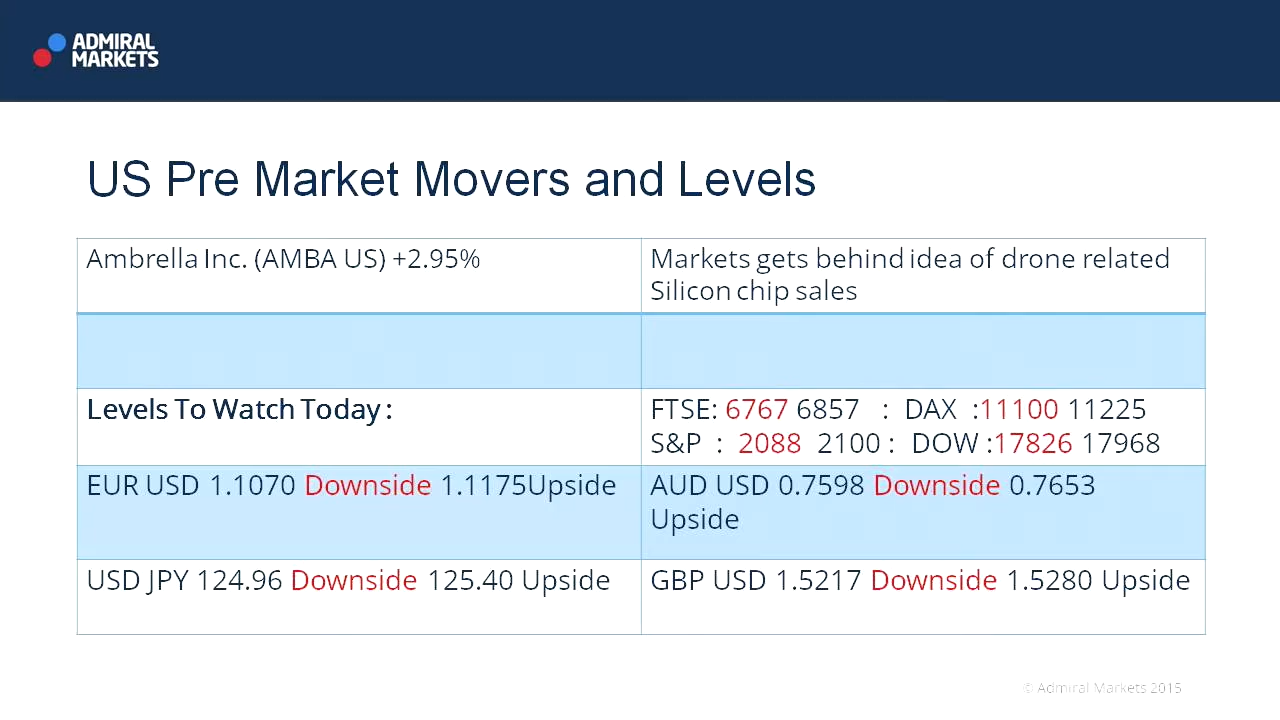 ADMIRAL
MARKETS
US Pre Market Movers and Levels
Ambrella Inc. (AMBA US) +2.95%
Markets gets behind idea of drone related
Silicon chip sales
Levels To Watch Today :
FTSE: 6767 6857 : DAX :11100 11225
S&P : 2088 2100 : DOW :17826 17968
EUR USD 1.1070 Downside 1.1175Upside
AUD USD 0.7598 Downside 0.7653
Upside
USD JPY 124.96 Downside 125.40 Upside
GBP USD 1.5217 Downside 1.5280 Upside
© Admiral Markets 2015